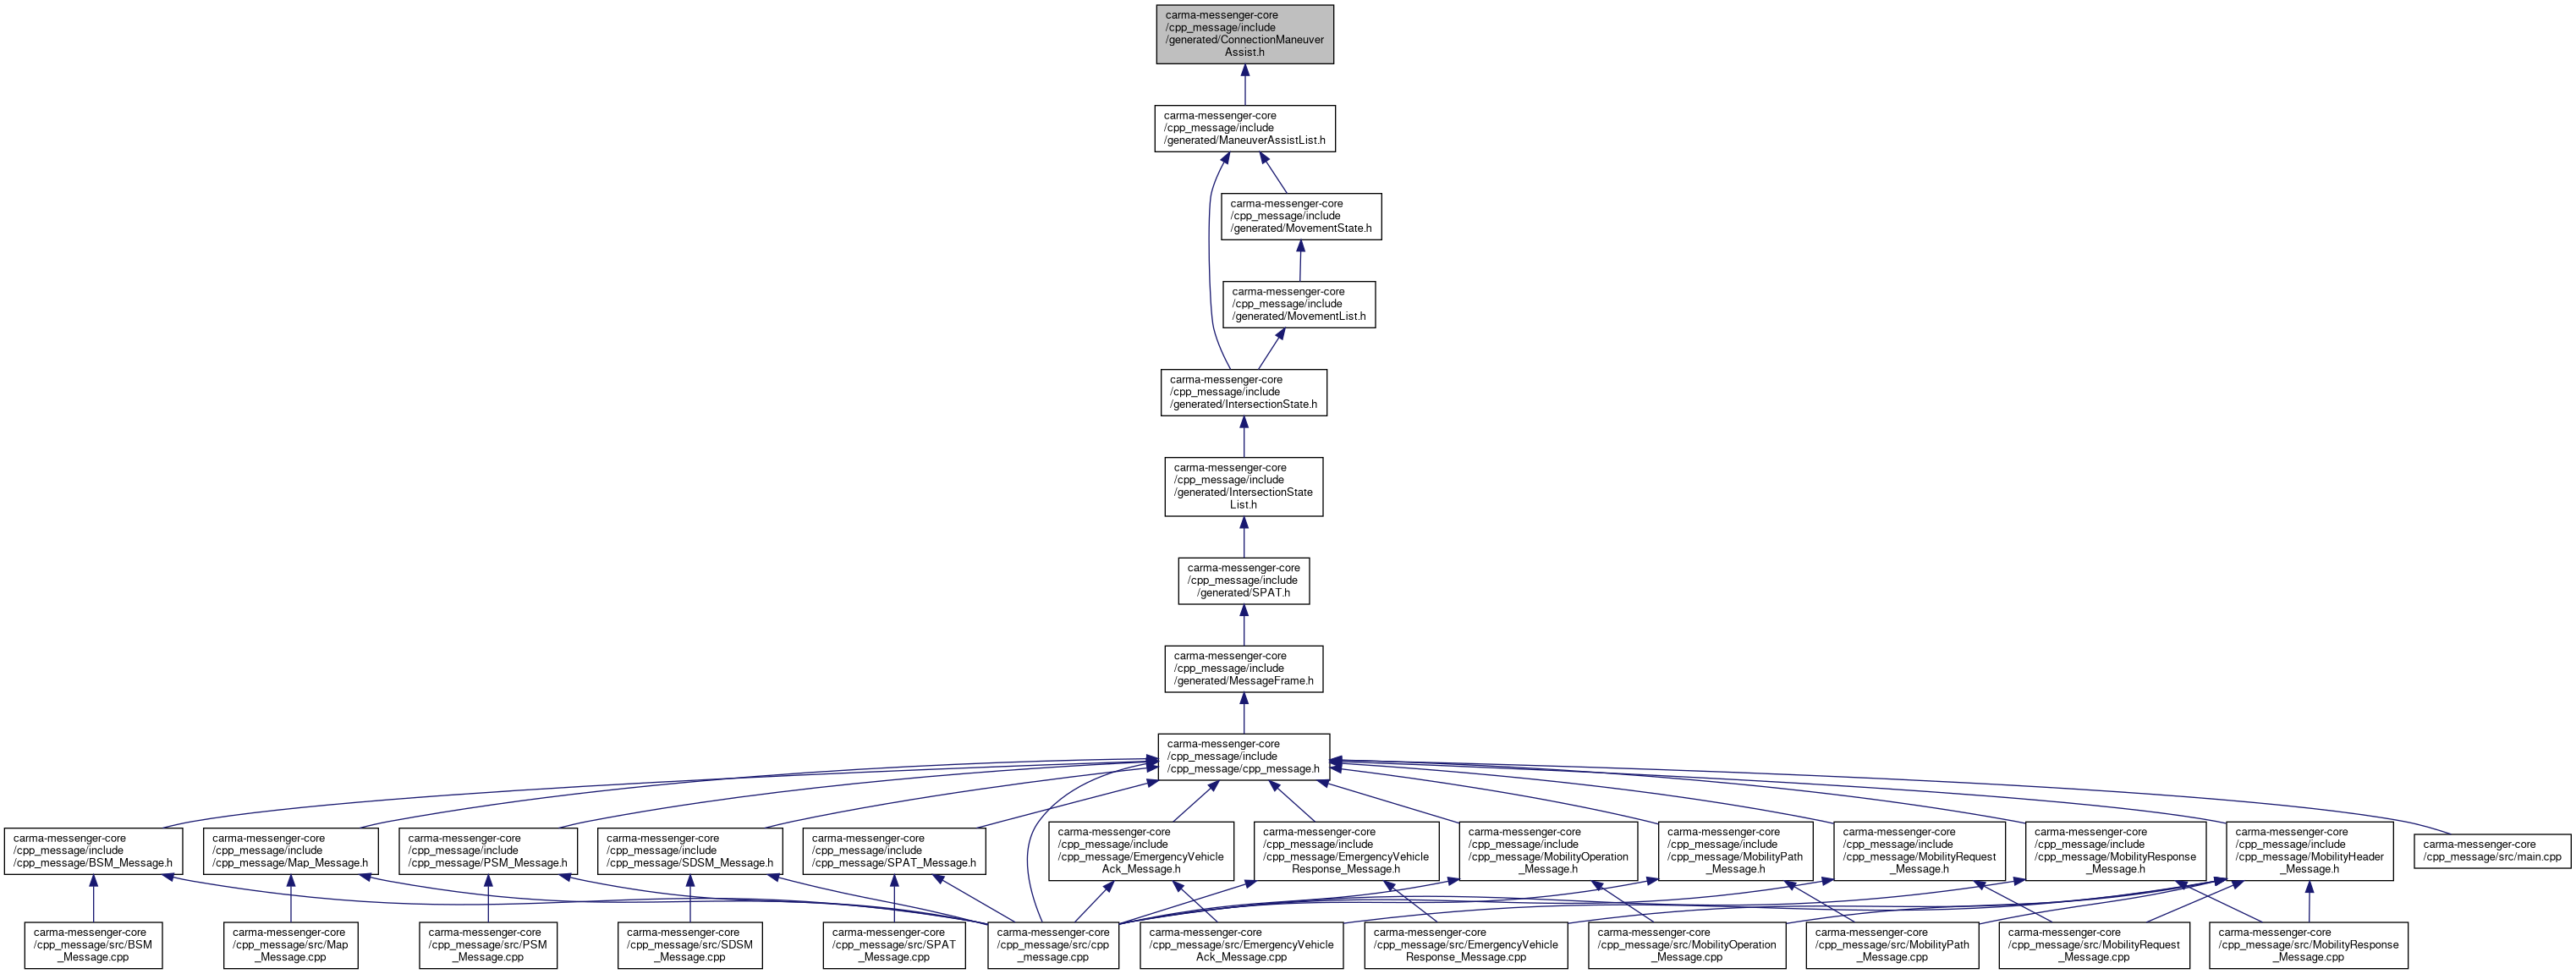 carma-messenger-core
/cpp_message/include
/generated/ConnectionManeuver
Assist.h
carma-messenger-core
/cpp_message/include
/generated/ManeuverAssistList.h
carma-messenger-core
/cpp_message/include
/generated/MovementState.h
carma-messenger-core
/cpp_message/include
/generated/MovementList.h
carma-messenger-core
/cpp_message/include
/generated/IntersectionState.h
carma-messenger-core
/cpp_message/include
/generated/IntersectionState
List.h
carma-messenger-core
/cpp_message/include
/generated/SPAT.h
carma-messenger-core
/cpp_message/include
/generated/MessageFrame.h
carma-messenger-core
/cpp_message/include
/cpp_message/cpp_message.h
carma-messenger-core
/cpp_message/include
/cpp_message/BSM_Message.h
carma-messenger-core
/cpp_message/include
/cpp_message/Map_Message.h
carma-messenger-core
/cpp_message/include
/cpp_message/PSM_Message.h
carma-messenger-core
/cpp_message/include
/cpp_message/SDSM_Message.h
carma-messenger-core
/cpp_message/include
/cpp_message/SPAT_Message.h
carma-messenger-core
/cpp_message/include
/cpp_message/EmergencyVehicle
Ack_Message.h
carma-messenger-core
/cpp_message/include
/cpp_message/EmergencyVehicle
Response_Message.h
carma-messenger-core
/cpp_message/include
/cpp_message/MobilityOperation
_Message.h
carma-messenger-core
/cpp_message/include
/cpp_message/MobilityPath
_Message.h
carma-messenger-core
/cpp_message/include
/cpp_message/MobilityRequest
_Message.h
carma-messenger-core
/cpp_message/include
/cpp_message/MobilityResponse
_Message.h
carma-messenger-core
/cpp_message/include
/cpp_message/MobilityHeader
_Message.h
carma-messenger-core
/cpp_message/src/main.cpp
carma-messenger-core
/cpp_message/src/BSM
_Message.cpp
carma-messenger-core
/cpp_message/src/Map
_Message.cpp
carma-messenger-core
/cpp_message/src/PSM
_Message.cpp
carma-messenger-core
/cpp_message/src/SDSM
_Message.cpp
carma-messenger-core
/cpp_message/src/SPAT
_Message.cpp
carma-messenger-core
/cpp_message/src/cpp
_message.cpp
carma-messenger-core
/cpp_message/src/EmergencyVehicle
Ack_Message.cpp
carma-messenger-core
/cpp_message/src/EmergencyVehicle
Response_Message.cpp
carma-messenger-core
/cpp_message/src/MobilityOperation
_Message.cpp
carma-messenger-core
/cpp_message/src/MobilityPath
_Message.cpp
carma-messenger-core
/cpp_message/src/MobilityRequest
_Message.cpp
carma-messenger-core
/cpp_message/src/MobilityResponse
_Message.cpp